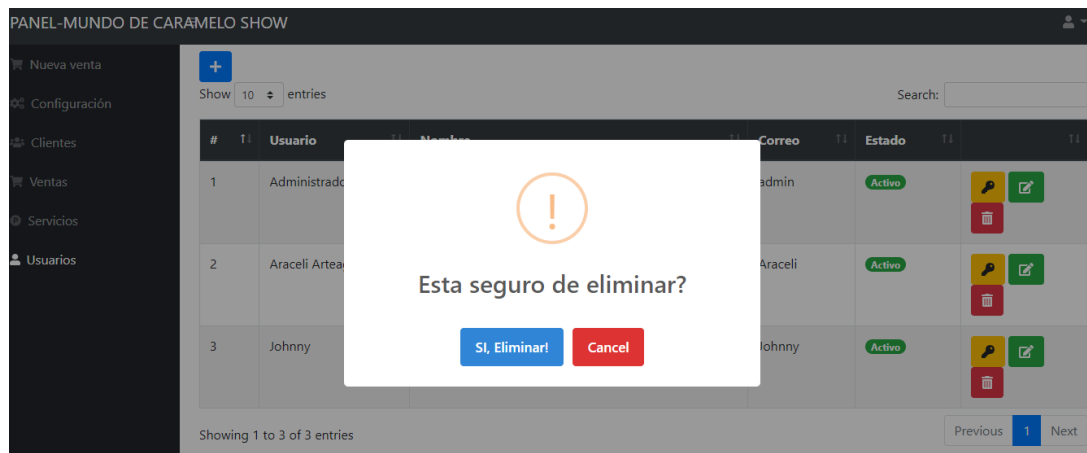 PANEL-MUNDO DE CARAMELO SHOW
Nueva venta
Configuración
Clientes
Ventas
Servicios
Usuarios
+
Show 10 entries
Search:
# Usuario Nombre Correo Estado
1 Administrado admin Activo
2 Araceli Artea Araceli Activo
3 Johnny Johnny Activo
!
Esta seguro de eliminar?
SI, Eliminar! Cancel
Showing 1 to 3 of 3 entries
Previous 1 Next